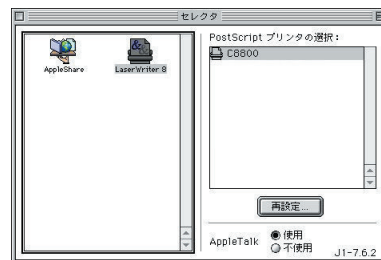 セレクタ
AppleShare
LaserWriter 8
PostScript プリンタの選択：
C8800
再設定...
AppleTalk
使用
不使用
J1-7.6.2